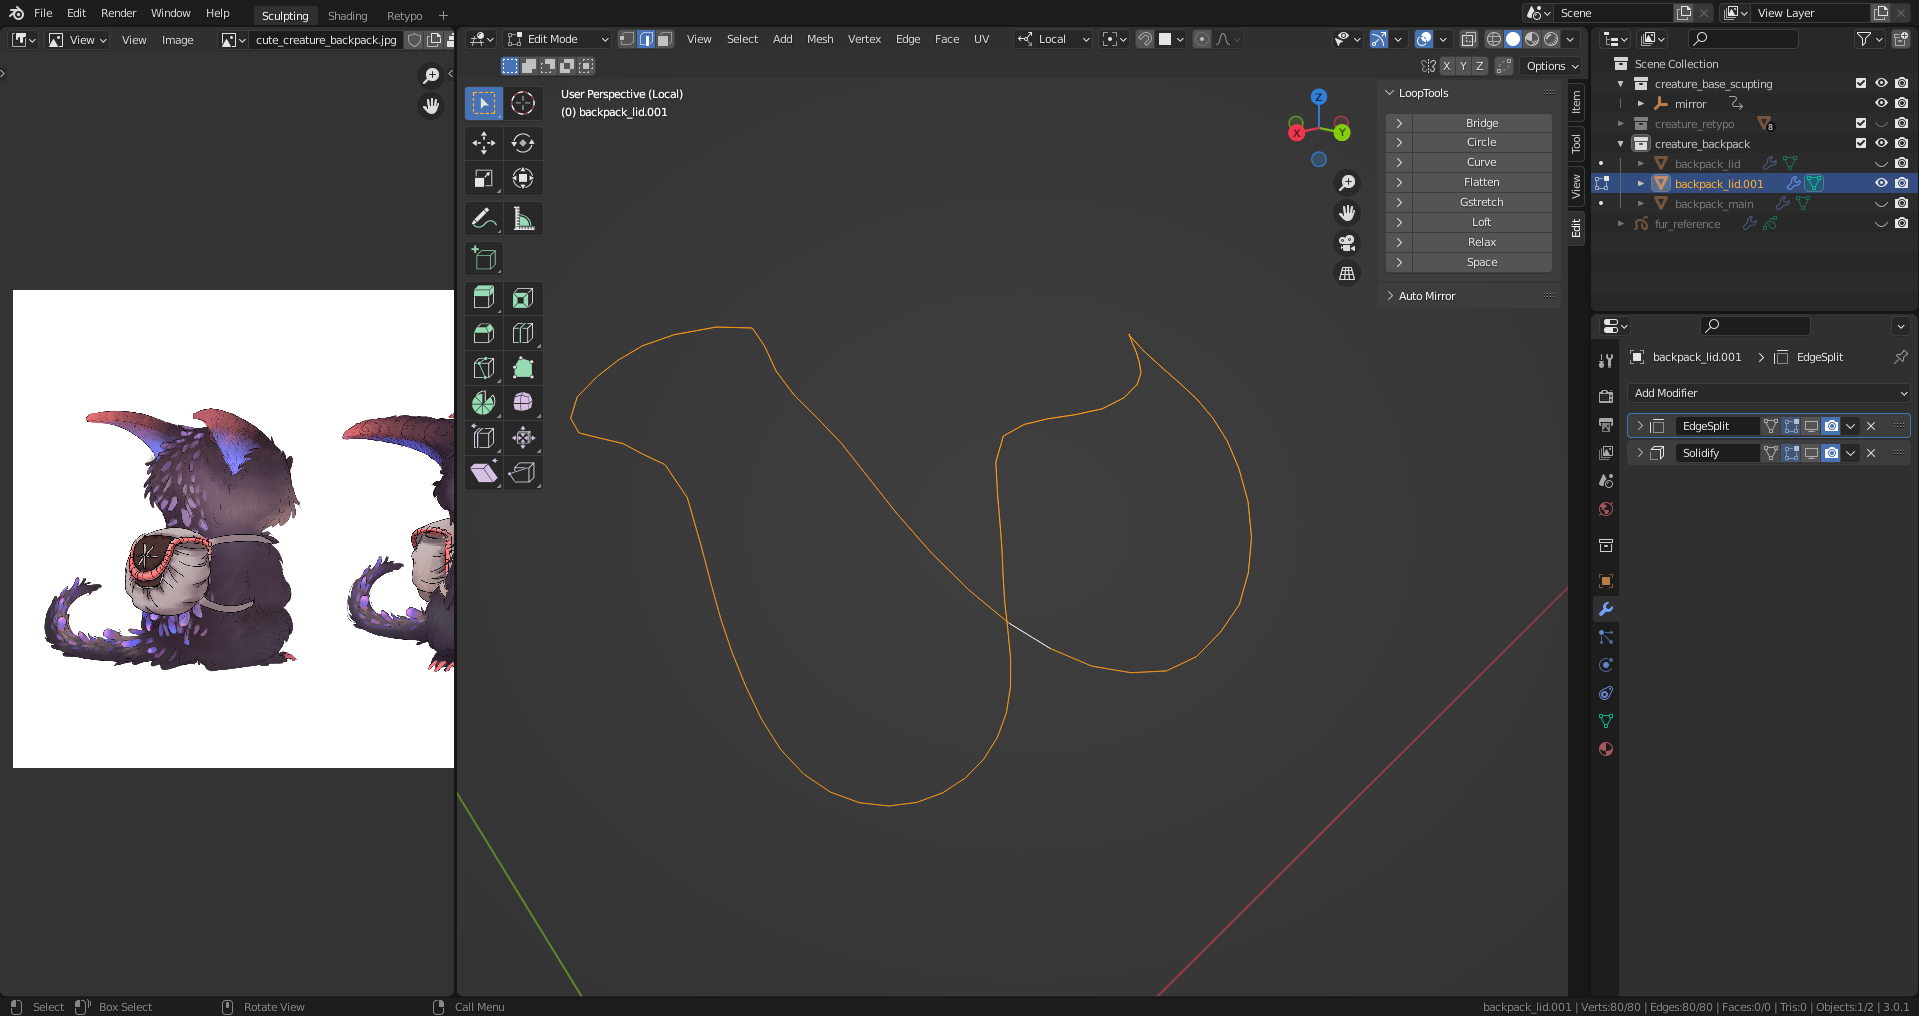 File Edit Render Window Help Sculpting Shading Retypo + Scene View Layer
View View Image cute_creature_backpack.jpg Edit Mode View Select Add Mesh Vertex Edge Face UV Local
X Y Z Options
User Perspective (Local)
(0) backpack_lid.001
Z
X
Y
LoopTools
Bridge
Circle
Curve
Flatten
Gstretch
Loft
Relax
Space
Auto Mirror
Item
Tool
View
Edit
Scene Collection
creature_base_scupting
mirror
creature_retypo 8
creature_backpack
backpack_lid
backpack_lid.001
backpack_main
fur_reference
backpack_lid.001 EdgeSplit
Add Modifier
EdgeSplit
Solidify
Select Box Select Rotate View Call Menu backpack_lid.001 | Verts:80/80 | Edges:80/80 | Faces:0/0 | Tris:0 | Objects:1/2 | 3.0.1